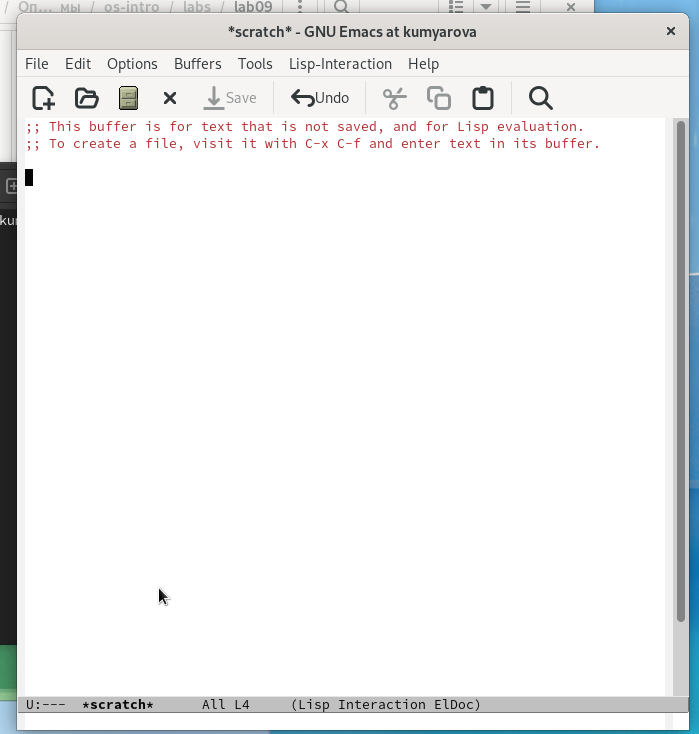 / Оп... мы / os-intro / labs / lab09
*scratch* - GNU Emacs at kumyarova
File Edit Options Buffers Tools Lisp-Interaction Help
Save Undo
;; This buffer is for text that is not saved, and for Lisp evaluation.
;; To create a file, visit it with C-x C-f and enter text in its buffer.
U:--- *scratch* All L4 (Lisp Interaction ElDoc)